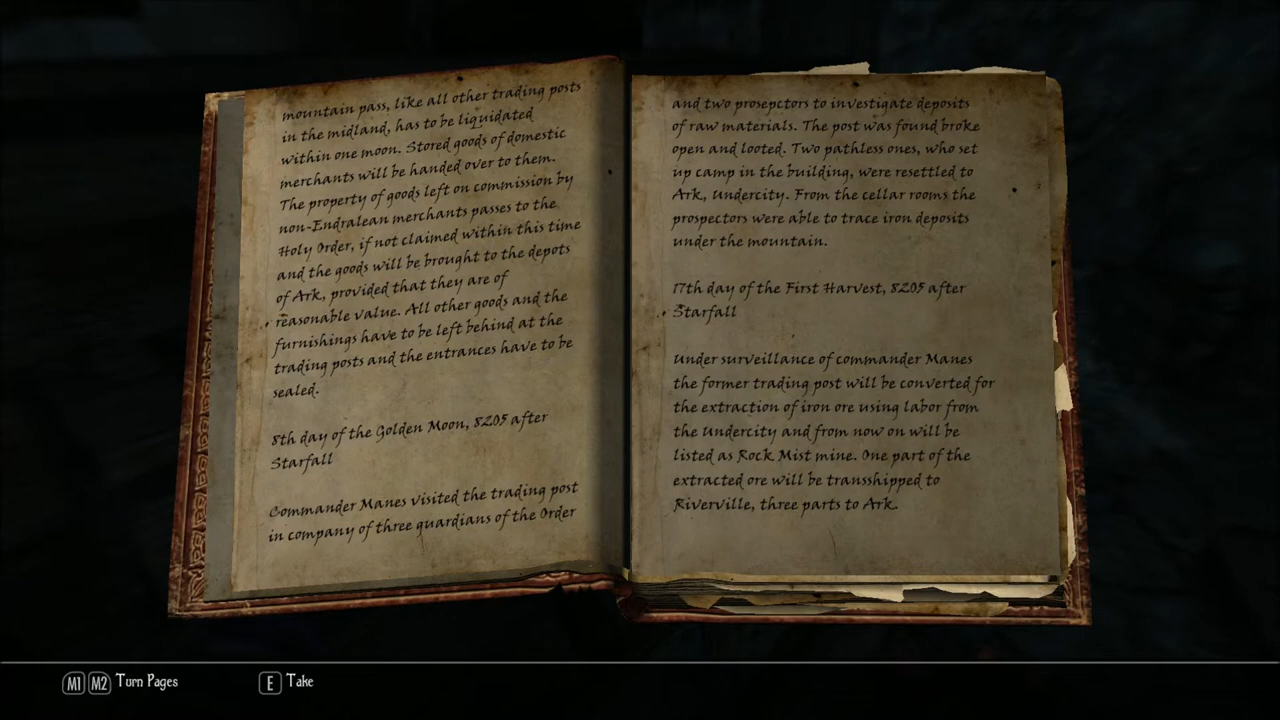 mountain pass, like all other trading posts
in the midland, has to be liquidated
within one moon. Stored goods of domestic
merchants will be handed over to them.
The property of goods left on commission by
non-Endralean merchants passes to the
Holy Order, if not claimed within this time
and the goods will be brought to the depots
of Ark, provided that they are of
reasonable value. All other goods and the
furnishings have to be left behind at the
trading posts and the entrances have to be
sealed.
8th day of the Golden Moon, 8205 after
Starfall
Commander Manes visited the trading post
in company of three guardians of the Order
and two prosepctors to investigate deposits
of raw materials. The post was found broke
open and looted. Two pathless ones, who set
up camp in the building, were resettled to
Ark, Undercity. From the cellar rooms the
prospectors were able to trace iron deposits
under the mountain.
17th day of the First Harvest, 8205 after
Starfall
Under surveillance of commander Manes
the former trading post will be converted for
the extraction of iron ore using labor from
the Undercity and from now on will be
listed as Rock Mist mine. One part of the
extracted ore will be transshipped to
Riverville, three parts to Ark.
M1 M2 Turn Pages E Take